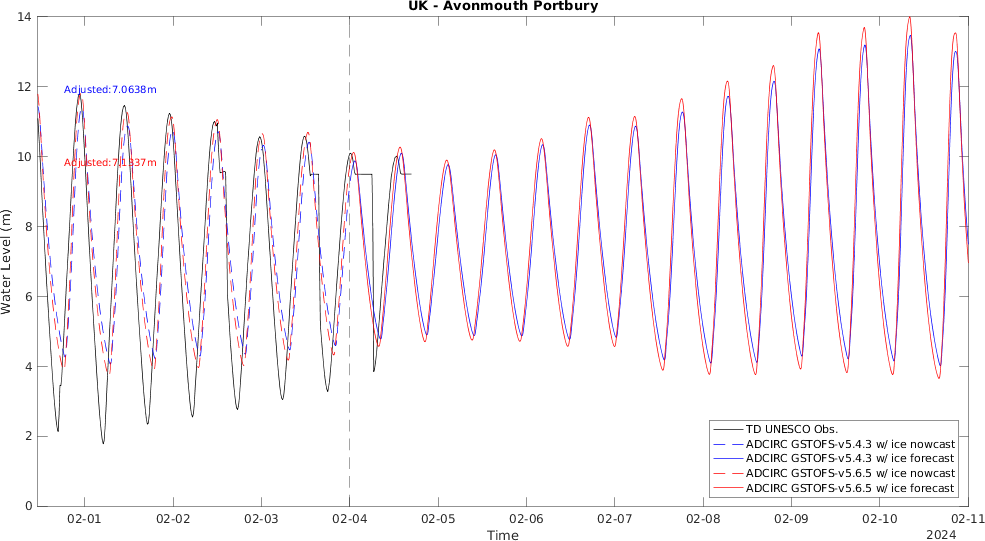 UK - Avonmouth Portbury
14
12
10
8
6
4
2
0
Water Level (m)
Adjusted:7.0638m
Adjusted:7.1337m
TD UNESCO Obs.
ADCIRC GSTOFS-v5.4.3 w/ ice nowcast
ADCIRC GSTOFS-v5.4.3 w/ ice forecast
ADCIRC GSTOFS-v5.6.5 w/ ice nowcast
ADCIRC GSTOFS-v5.6.5 w/ ice forecast
02-01 02-02 02-03 02-04 02-05 02-06 02-07 02-08 02-09 02-10 02-11
Time
2024